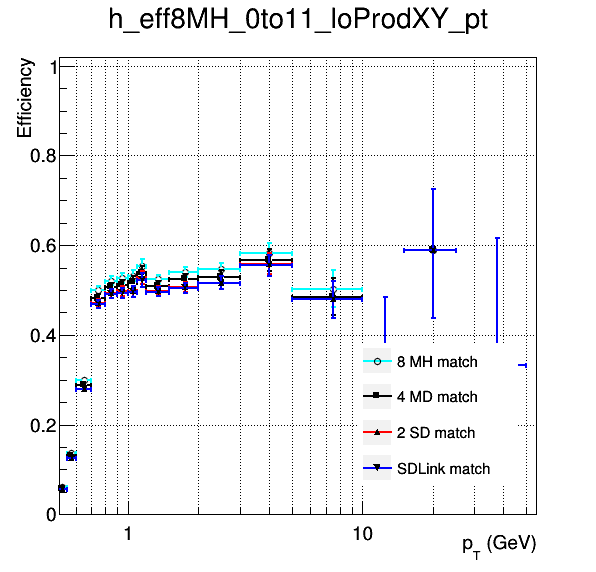 h_eff8MH_0to11_loProdXY_pt
Efficiency
1
0.8
0.6
0.4
0.2
0
8 MH match
4 MD match
2 SD match
SDLink match
1
10
p_T (GeV)